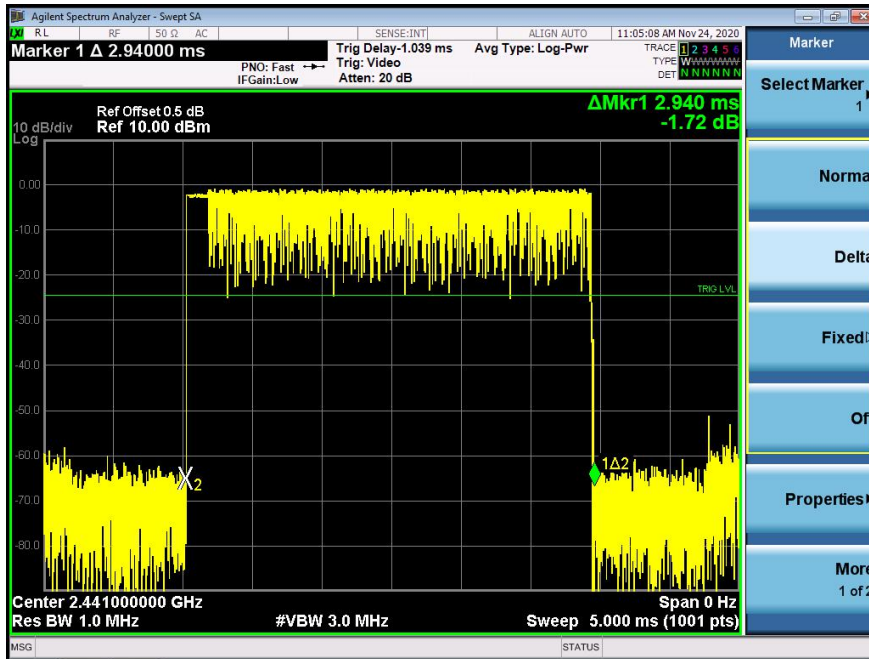 Agilent Spectrum Analyzer - Swept SA
LXI RL RF 50 Ω AC SENSE:INT ALIGN AUTO 11:05:08 AM Nov 24, 2020
Marker 1 Δ 2.94000 ms
PNO: Fast
IFGain:Low
Trig Delay-1.039 ms
Trig: Video
Atten: 20 dB
Avg Type: Log-Pwr
TRACE 1 2 3 4 5 6
TYPE WWWWWW
DET N N N N N N
ΔMkr1 2.940 ms
-1.72 dB
Ref Offset 0.5 dB
10 dB/div Ref 10.00 dBm
Log
0.00
-10.0
-20.0
TRIG LVL
-30.0
-40.0
-50.0
-60.0
1Δ2
2
-70.0
-80.0
Center 2.441000000 GHz Span 0 Hz
Res BW 1.0 MHz #VBW 3.0 MHz Sweep 5.000 ms (1001 pts)
MSG STATUS
Marker
Select Marker
1
Norma
Delta
Fixed
Of
Properties
More
1 of 2